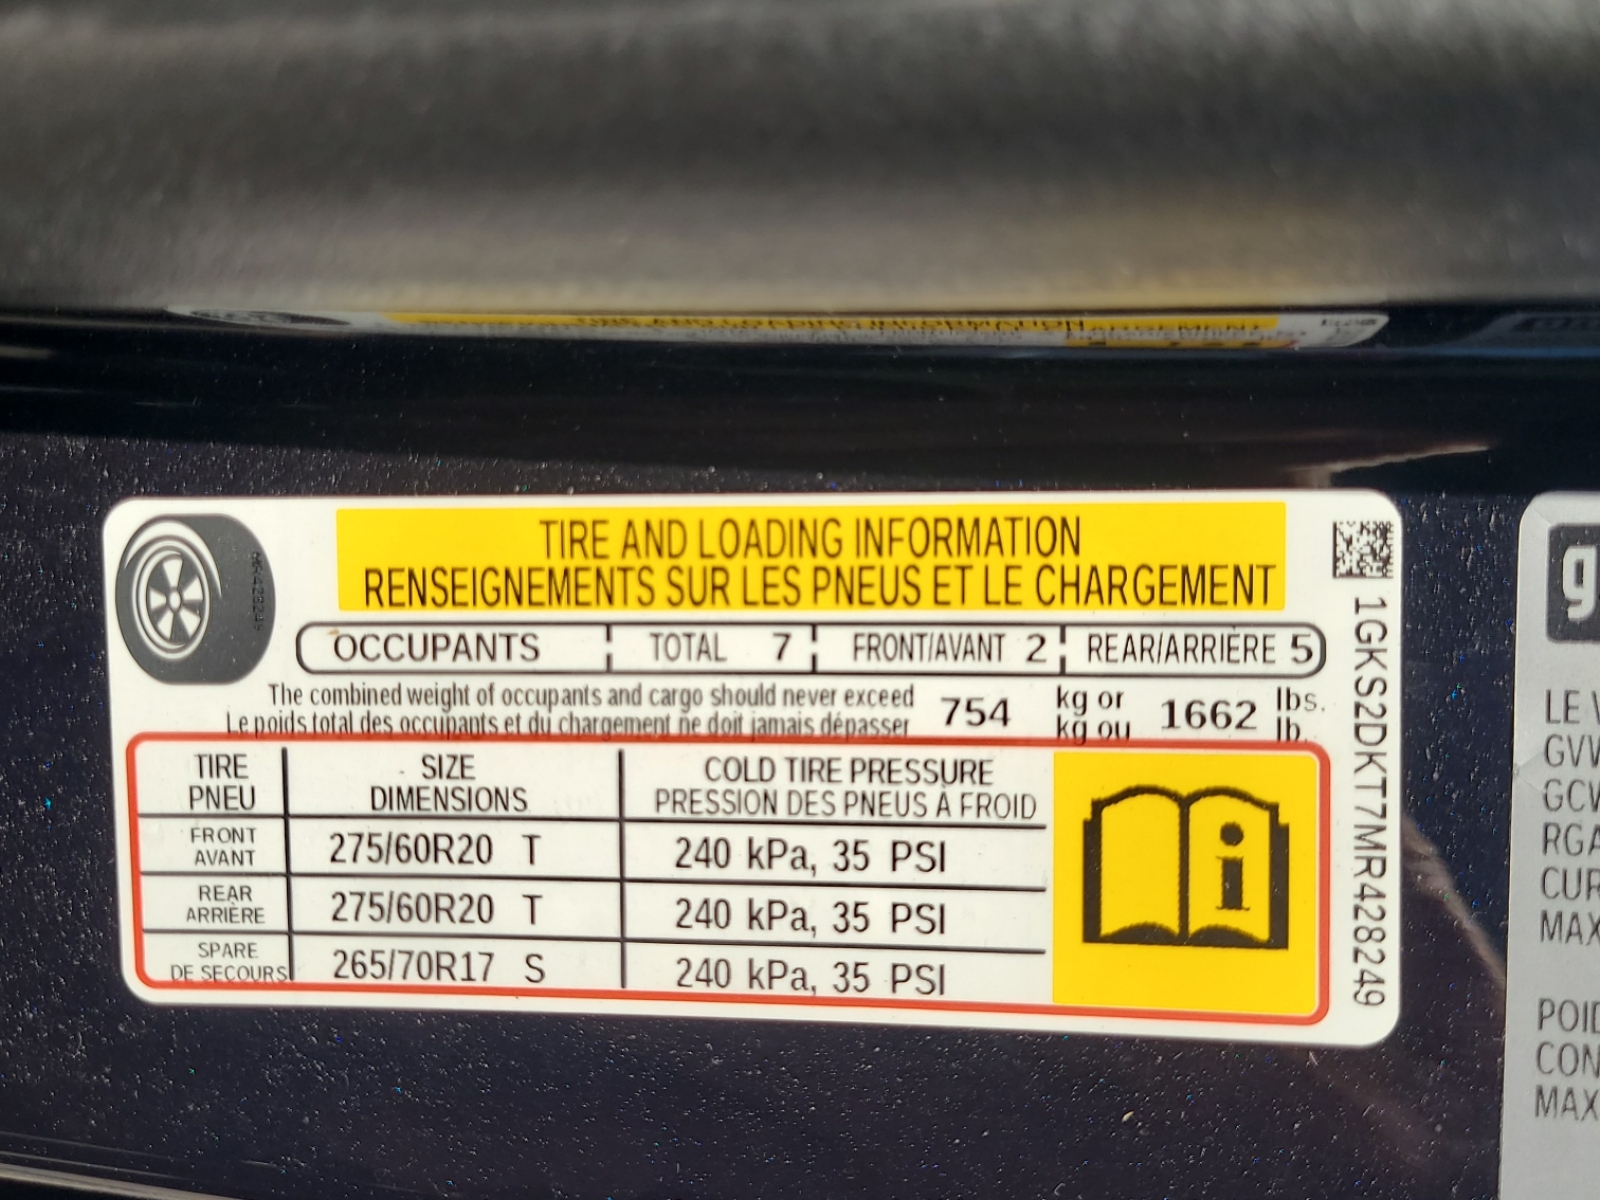 TIRE AND LOADING INFORMATION
RENSEIGNEMENTS SUR LES PNEUS ET LE CHARGEMENT
OCCUPANTS TOTAL 7 FRONT/AVANT 2 REAR/ARRIÈRE 5
The combined weight of occupants and cargo should never exceed 754 kg or 1662 lbs.
Le poids total des occupants et du chargement ne doit jamais dépasser kg ou lb.
TIRE SIZE COLD TIRE PRESSURE
PNEU DIMENSIONS PRESSION DES PNEUS À FROID
FRONT
AVANT 275/60R20 T 240 kPa, 35 PSI
REAR
ARRIÈRE 275/60R20 T 240 kPa, 35 PSI
SPARE
DE SECOURS 265/70R17 S 240 kPa, 35 PSI
i
1GKS2DKT7MR428249
g
LE
POID
CON
MAX